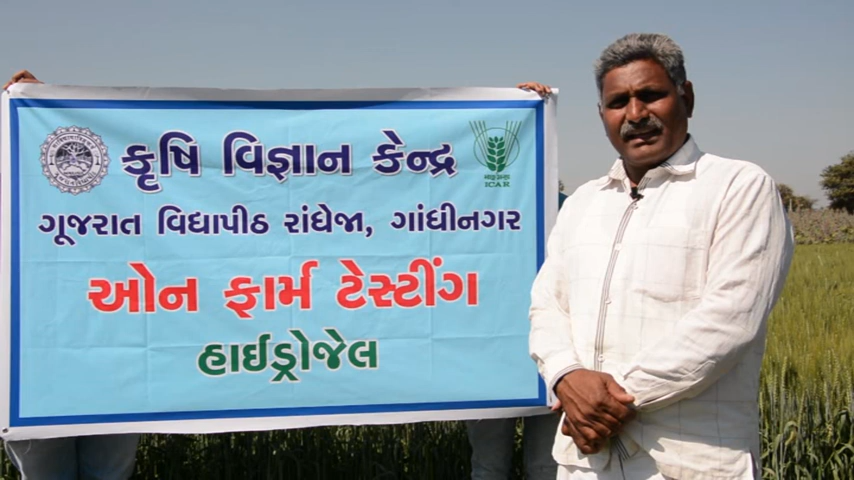 કૃષિ વિજ્ઞાન કેન્દ્ર
ICAR
ગૂજરાત વિદ્યાપીઠ રાંધેજા, ગાંધીનગર
ઓન ફાર્મ ટેસ્ટીંગ
હાઈડ્રોજેલ